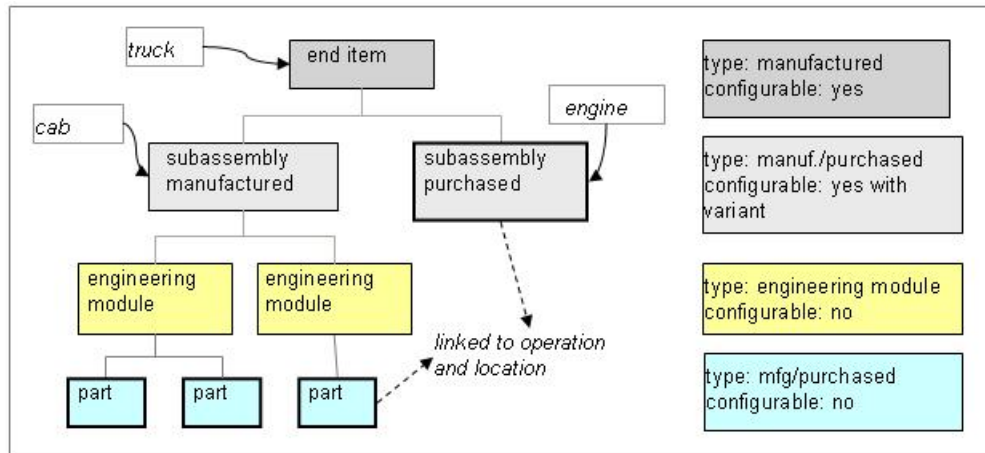 truck
end item
type: manufactured
configurable: yes
cab
engine
subassembly
manufactured
subassembly
purchased
type: manuf./purchased
configurable: yes with
variant
engineering
module
engineering
module
type: engineering module
configurable: no
linked to operation
and location
part
part
part
type: mfg/purchased
configurable: no